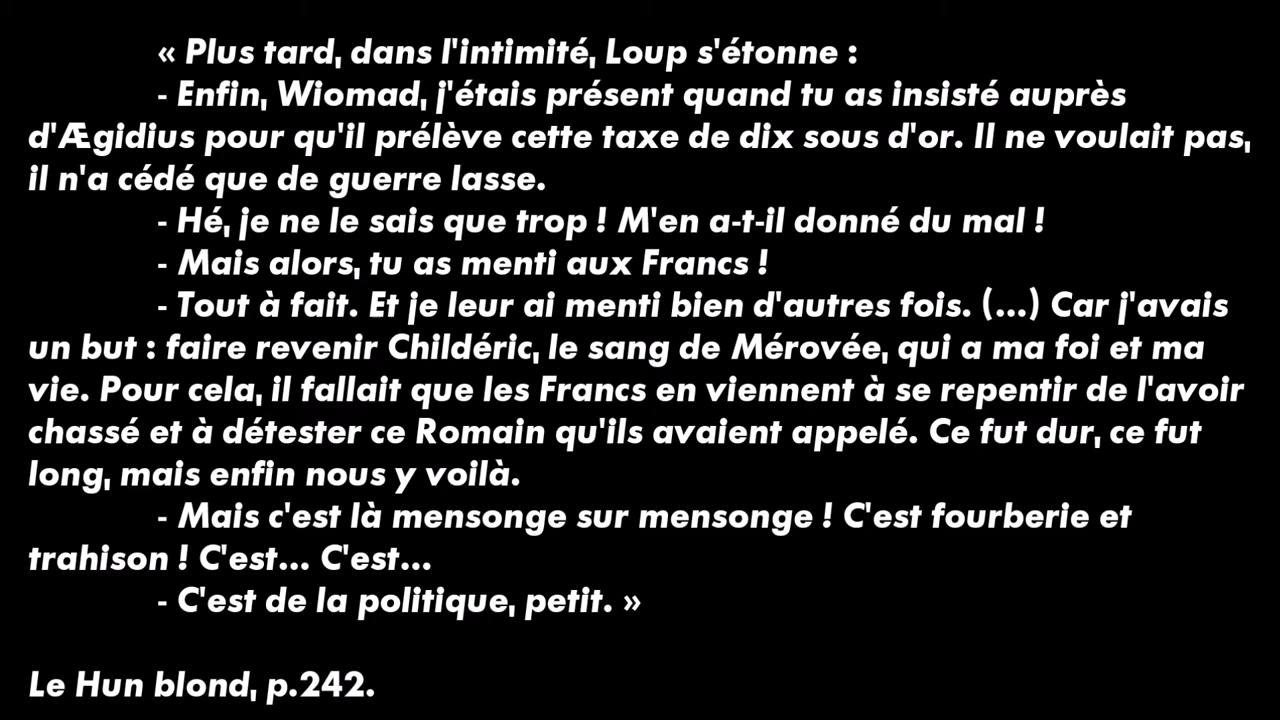 « Plus tard, dans l'intimité, Loup s'étonne :
- Enfin, Wiomad, j'étais présent quand tu as insisté auprès
d'Ægidius pour qu'il prélève cette taxe de dix sous d'or. Il ne voulait pas,
il n'a cédé que de guerre lasse.
- Hé, je ne le sais que trop ! M'en a-t-il donné du mal !
- Mais alors, tu as menti aux Francs !
- Tout à fait. Et je leur ai menti bien d'autres fois. (...) Car j'avais
un but : faire revenir Childéric, le sang de Mérovée, qui a ma foi et ma
vie. Pour cela, il fallait que les Francs en viennent à se repentir de l'avoir
chassé et à détester ce Romain qu'ils avaient appelé. Ce fut dur, ce fut
long, mais enfin nous y voilà.
- Mais c'est là mensonge sur mensonge ! C'est fourberie et
trahison ! C'est... C'est...
- C'est de la politique, petit. »
Le Hun blond, p.242.